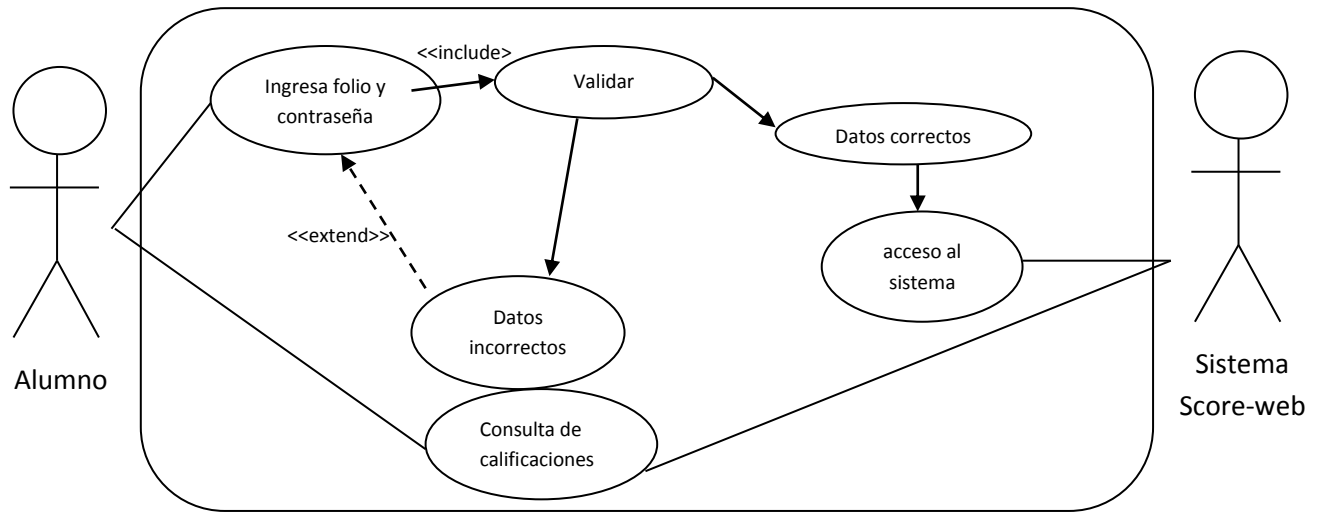 <<include>
Ingresa folio y
contraseña
Validar
Datos correctos
<<extend>>
acceso al
sistema
Datos
incorrectos
Alumno
Sistema
Score-web
Consulta de
calificaciones